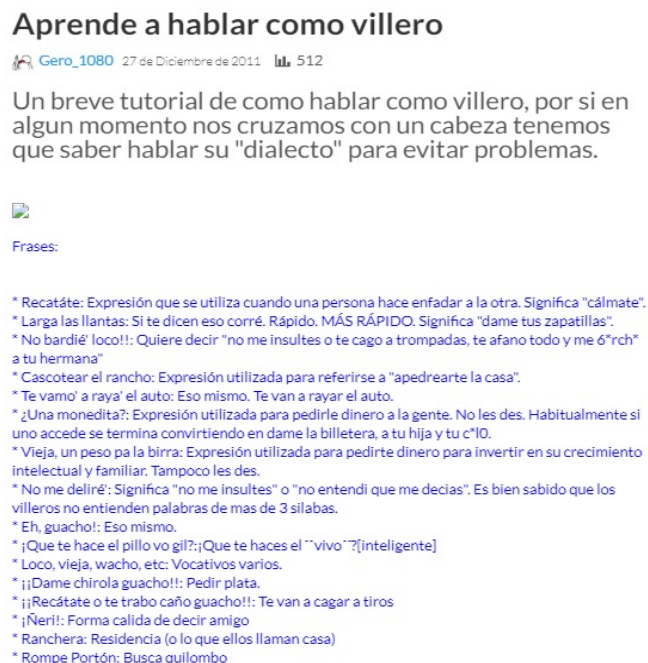 Aprende a hablar como villero
Gero_1080 27 de Diciembre de 2011 512
Un breve tutorial de como hablar como villero, por si en
algun momento nos cruzamos con un cabeza tenemos
que saber hablar su "dialecto" para evitar problemas.
Frases:
* Recatáte: Expresión que se utiliza cuando una persona hace enfadar a la otra. Significa "cálmate".
* Larga las llantas: Si te dicen eso corré. Rápido. MÁS RÁPIDO. Significa "dame tus zapatillas".
* No bardié' loco!!: Quiere decir "no me insultes o te cago a trompadas, te afano todo y me 6*rch*
a tu hermana"
* Cascotear el rancho: Expresión utilizada para referirse a "apedrearte la casa".
* Te vamo' a raya' el auto: Eso mismo. Te van a rayar el auto.
* ¿Una monedita?: Expresión utilizada para pedirle dinero a la gente. No les des. Habitualmente si
uno accede se termina convirtiendo en dame la billetera, a tu hija y tu c*l0.
* Vieja, un peso pa la birra: Expresión utilizada para pedirte dinero para invertir en su crecimiento
intelectual y familiar. Tampoco les des.
* No me deliré': Significa "no me insultes" o "no entendi que me decias". Es bien sabido que los
villeros no entienden palabras de mas de 3 silabas.
* Eh, guacho!: Eso mismo.
* ¡Que te hace el pillo vo gil?:¡Que te haces el ¨vivo¨?[inteligente]
* Loco, vieja, wacho, etc: Vocativos varios.
* ¡¡Dame chirola guacho!!: Pedir plata.
* ¡¡Recátate o te trabo caño guacho!!: Te van a cagar a tiros
* ¡Ñeri!: Forma calida de decir amigo
* Ranchera: Residencia (o lo que ellos llaman casa)
* Rompe Portón: Busca quilombo